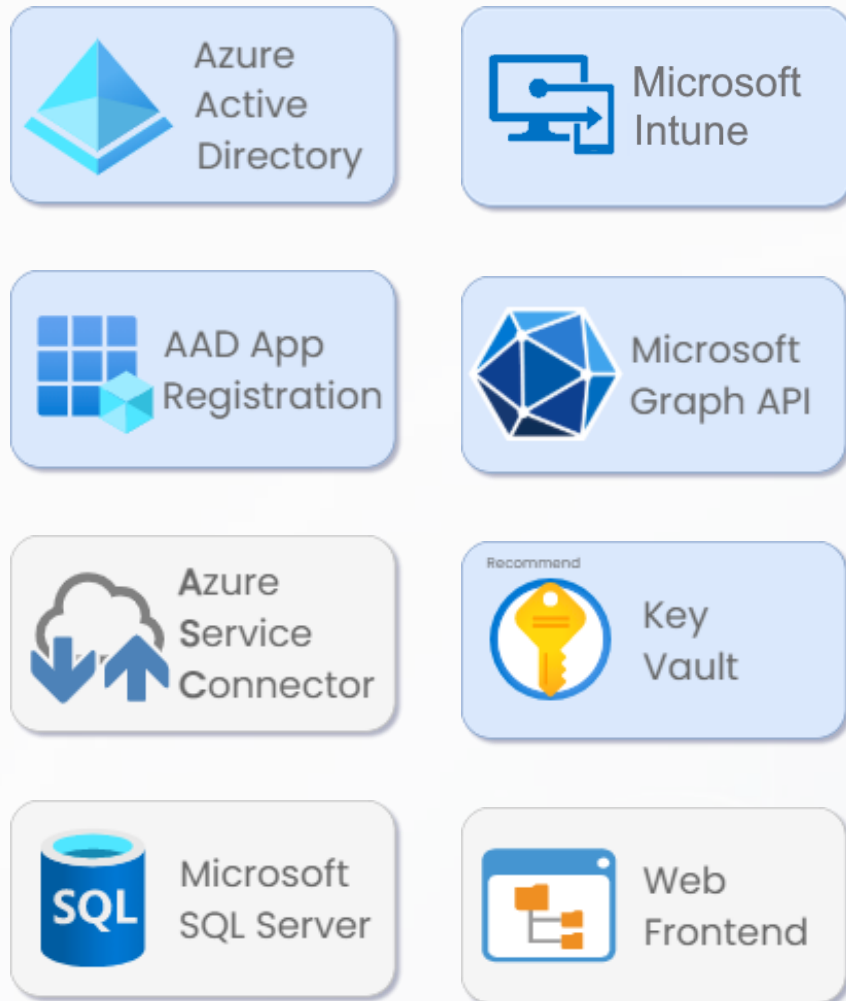 Azure
Active
Directory
Microsoft
Intune
AAD App
Registration
Microsoft
Graph API
Azure
Service
Connector
Recommend
Key
Vault
SQL
Microsoft
SQL Server
Web
Frontend